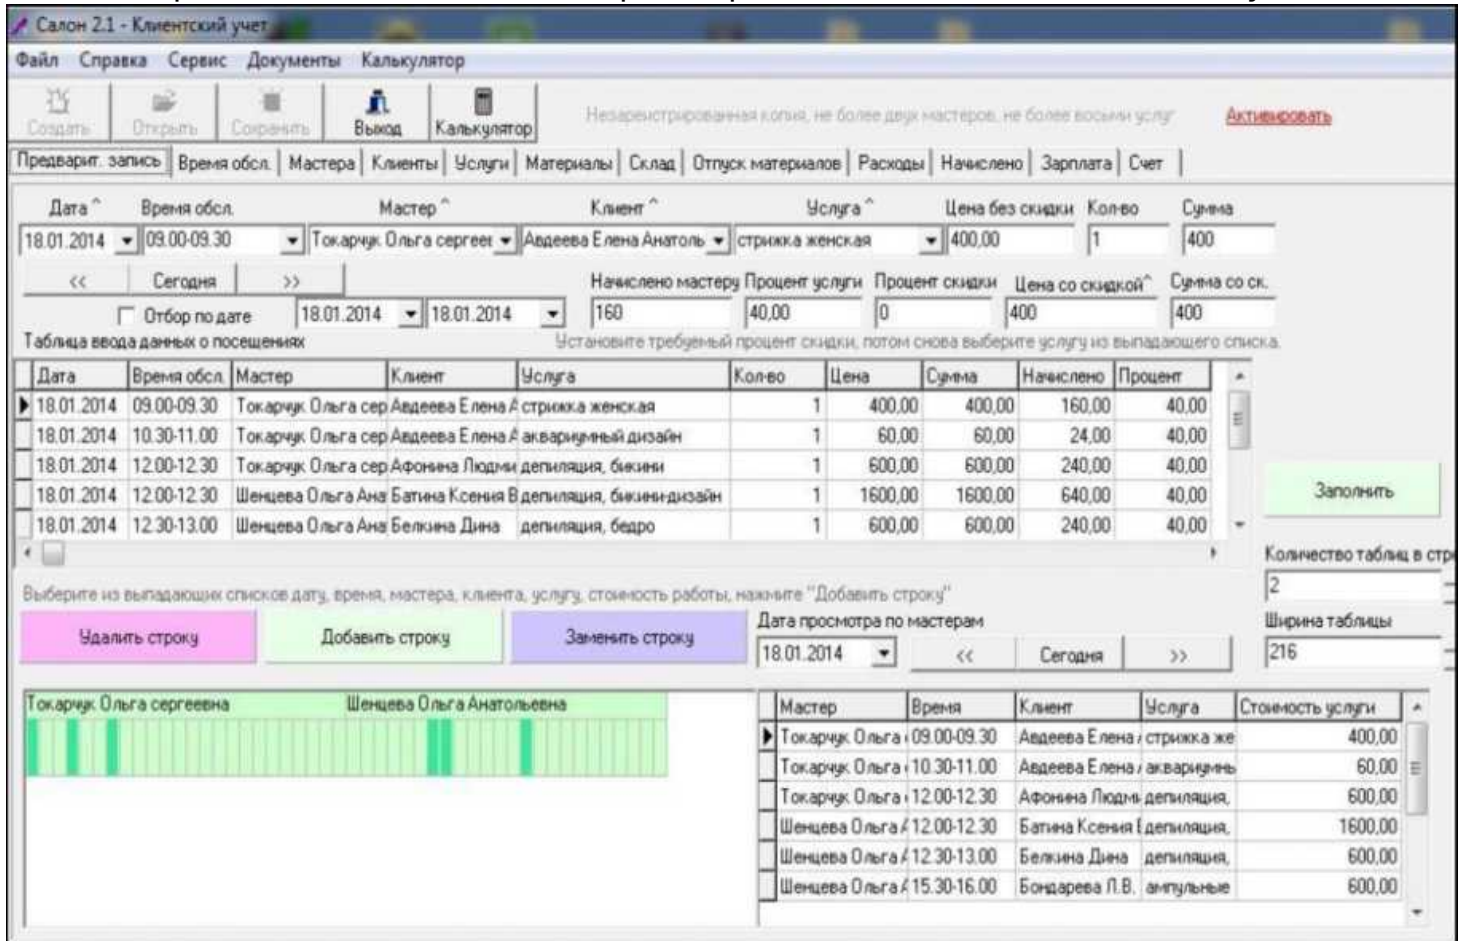 Салон 2.1 - Клиентский учет
Файл Справка Сервис Документы Калькулятор
Создать Открыть Сохранить Выход Калькулятор Незарегистрированная копия, не более двух мастеров, не более восьми услуг Активировать
Предварит. запись Время обсл. Мастера Клиенты Услуги Материалы Склад Отпуск материалов Расходы Начислено Зарплата Счет
Дата ^ Время обсл. Мастер ^ Клиент ^ Услуга ^ Цена без скидки Кол-во Сумма
18.01.2014 09.00-09.30 Токарчук Ольга сергеев Авдеева Елена Анатоль стрижка женская 400,00 1 400
<< Сегодня >> Начислено мастеру Процент услуги Процент скидки Цена со скидкой^ Сумма со ск.
Отбор по дате 18.01.2014 18.01.2014 160 40,00 0 400 400
Таблица ввода данных о посещениях Установите требуемый процент скидки, потом снова выберите услугу из выпадающего списка.
Дата Время обсл. Мастер Клиент Услуга Кол-во Цена Сумма Начислено Процент
18.01.2014 09.00-09.30 Токарчук Ольга сер Авдеева Елена А стрижка женская 1 400,00 400,00 160,00 40,00
18.01.2014 10.30-11.00 Токарчук Ольга сер Авдеева Елена А аквариумный дизайн 1 60,00 60,00 24,00 40,00
18.01.2014 12.00-12.30 Токарчук Ольга сер Афонина Людми депиляция, бикини 1 600,00 600,00 240,00 40,00
18.01.2014 12.00-12.30 Шенцева Ольга Ана Батина Ксения В депиляция, бикини-дизайн 1 1600,00 1600,00 640,00 40,00
18.01.2014 12.30-13.00 Шенцева Ольга Ана Белкина Дина депиляция, бедро 1 600,00 600,00 240,00 40,00
Заполнить
Количество таблиц в стр
2
Выберите из выпадающих списков дату, время, мастера, клиента, услугу, стоимость работы, нажмите "Добавить строку"
Удалить строку Добавить строку Заменить строку
Дата просмотра по мастерам Ширина таблицы
18.01.2014 << Сегодня >> 216
Токарчук Ольга сергеевна Шенцева Ольга Анатольевна
Мастер Время Клиент Услуга Стоимость услуги
Токарчук Ольга 09.00-09.30 Авдеева Елена стрижка же 400,00
Токарчук Ольга 10.30-11.00 Авдеева Елена аквариумнь 60,00
Токарчук Ольга 12.00-12.30 Афонина Людм депиляция, 600,00
Шенцева Ольга А 12.00-12.30 Батина Ксения депиляция, 1600,00
Шенцева Ольга А 12.30-13.00 Белкина Дина депиляция, 600,00
Шенцева Ольга А 15.30-16.00 Бондарева Л.В. ампульные 600,00